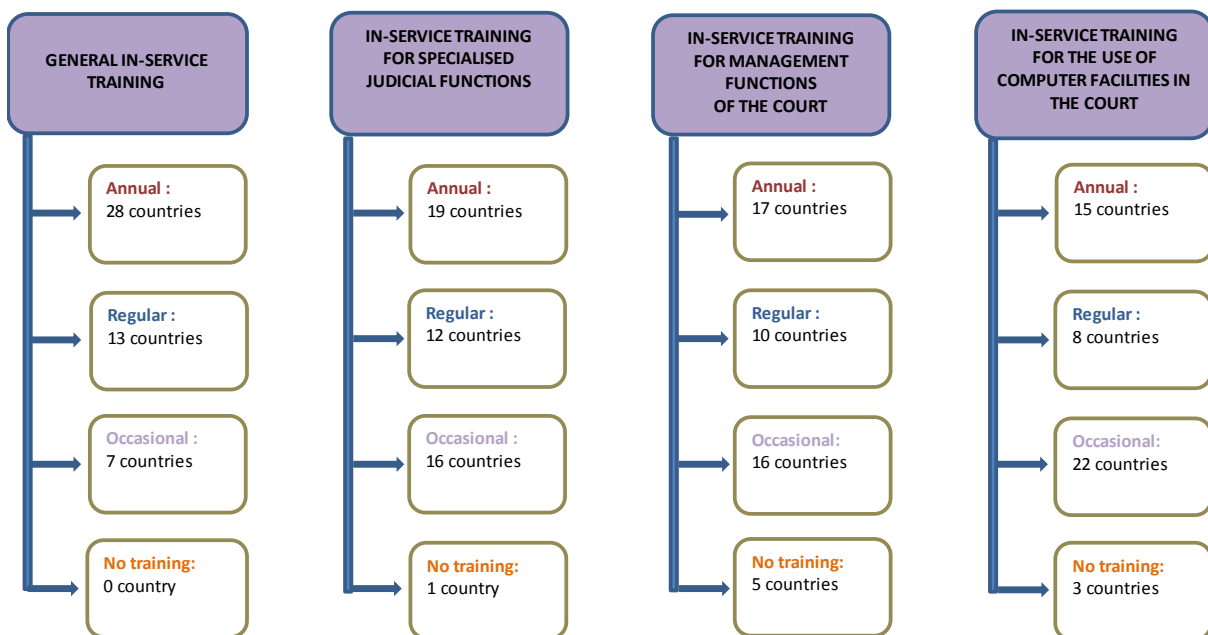 GENERAL IN-SERVICE
TRAINING
Annual :
28 countries
Regular :
13 countries
Occasional :
7 countries
No training:
0 country
IN-SERVICE TRAINING
FOR SPECIALISED
JUDICIAL FUNCTIONS
Annual :
19 countries
Regular :
12 countries
Occasional :
16 countries
No training:
1 country
IN-SERVICE TRAINING
FOR MANAGEMENT
FUNCTIONS
OF THE COURT
Annual :
17 countries
Regular :
10 countries
Occasional:
16 countries
No training:
5 countries
IN-SERVICE TRAINING
FOR THE USE OF
COMPUTER FACILITIES IN
THE COURT
Annual :
15 countries
Regular :
8 countries
Occasional:
22 countries
No training:
3 countries